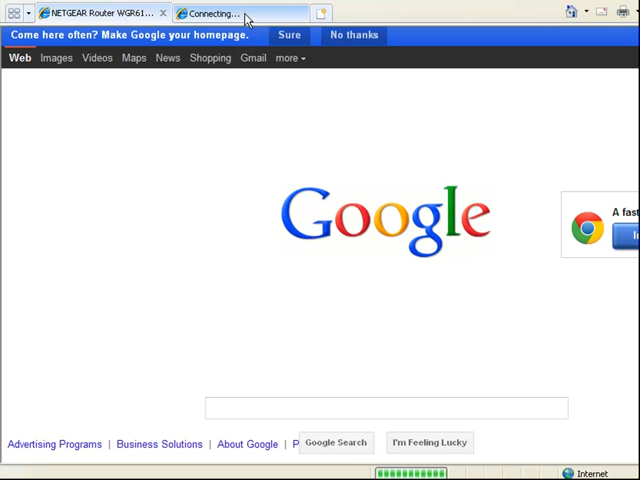 NETGEAR Router WGR61...
Connecting...
Come here often? Make Google your homepage.
Sure
No thanks
Web
Images
Videos
Maps
News
Shopping
Gmail
more
Google
A fast
Advertising Programs | Business Solutions | About Google | P
Google Search
I'm Feeling Lucky
Internet